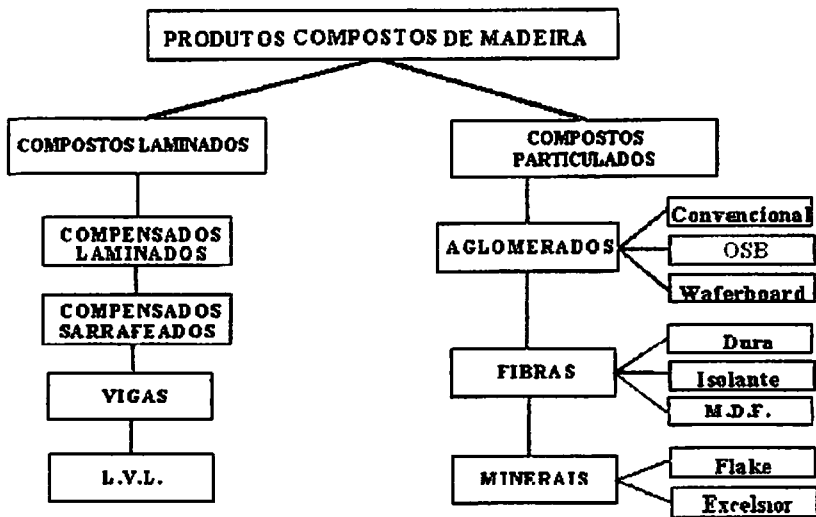 PRODUTOS COMPOSTOS DE MADEIRA
COMPOSTOS LAMINADOS
COMPENSADOS
LAMINADOS
COMPENSADOS
SARRAFEADOS
VIGAS
L.V.L.
COMPOSTOS
PARTICULADOS
AGLOMERADOS
Convencional
OSB
Waferboard
FIBRAS
Dura
Isolante
M.D.F.
MINERAIS
Flake
Excelsior